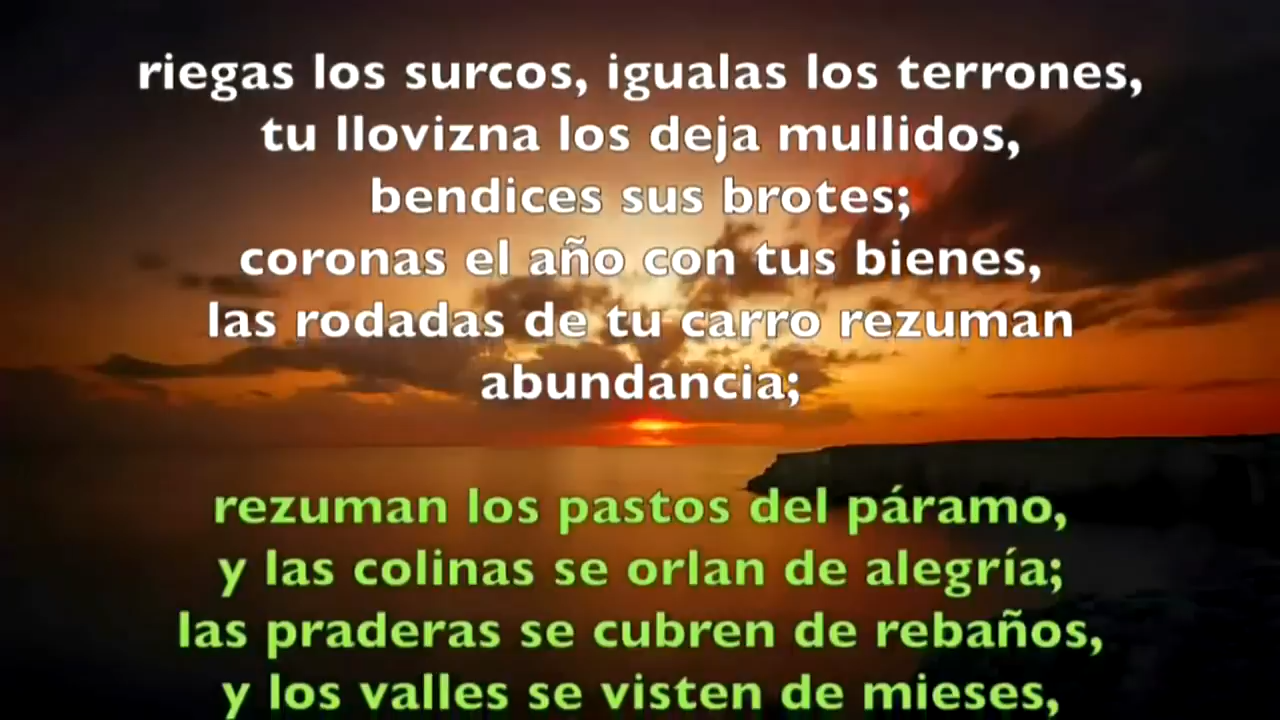 riegas los surcos, igualas los terrones,
tu llovizna los deja mullidos,
bendices sus brotes;
coronas el año con tus bienes,
las rodadas de tu carro rezuman
abundancia;
rezuman los pastos del páramo,
y las colinas se orlan de alegría;
las praderas se cubren de rebaños,
y los valles se visten de mieses,